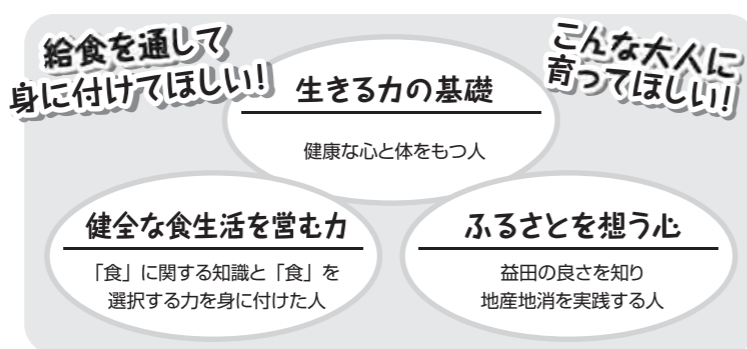 給食を通して
身に付けてほしい!
こんな大人に
育ってほしい!
生きる力の基礎
健康な心と体をもつ人
健全な食生活を営む力
「食」に関する知識と「食」を
選択する力を身に付けた人
ふるさとを想う心
益田の良さを知り
地産地消を実践する人